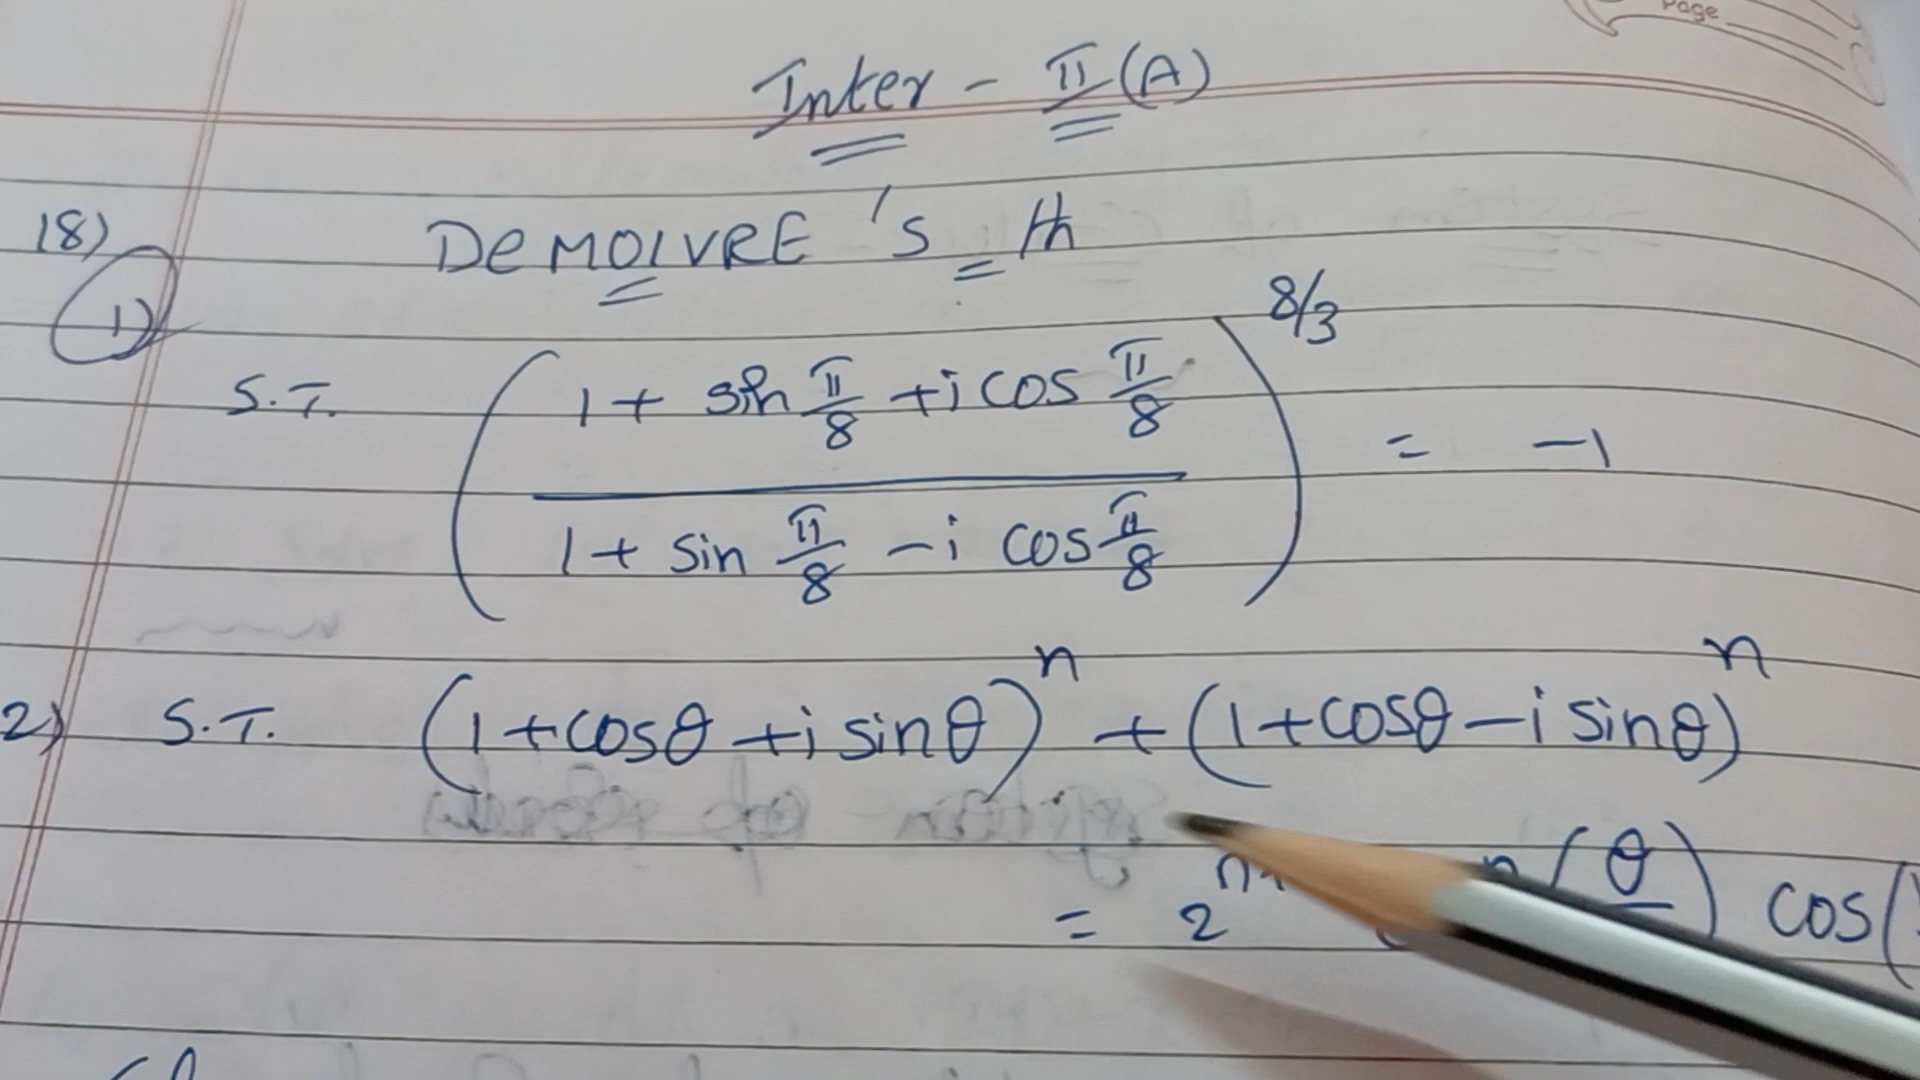 Page
Inter - II(A)
18) DeMOIVRE's th
1) S.T. ( (1 + sin π/8 + i cos π/8) / (1 + sin π/8 - i cos π/8) )^8/3 = -1
2) S.T. (1 + cosθ + i sinθ)^n + (1 + cosθ - i sinθ)^n
= 2^n n (θ ) cos(